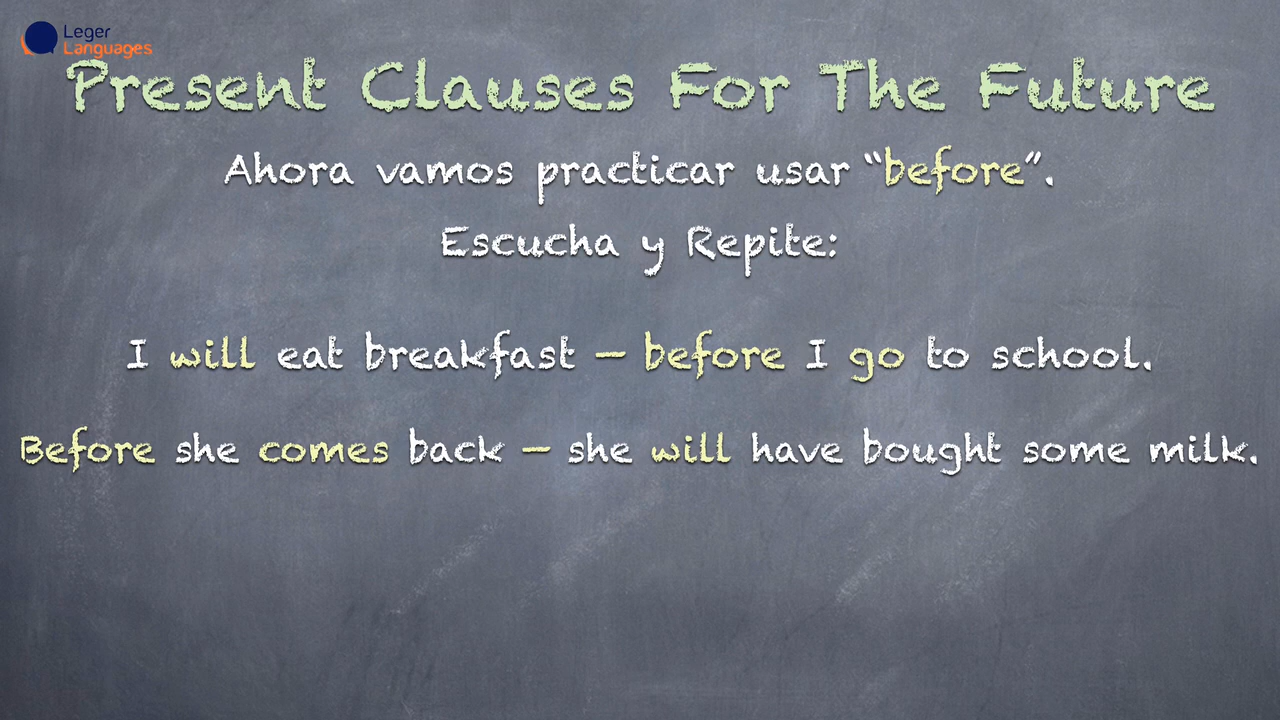 Leger
Languages
Present Clauses For The Future
Ahora vamos practicar usar “before”.
Escucha y Repite:
I will eat breakfast – before I go to school.
Before she comes back – she will have bought some milk.